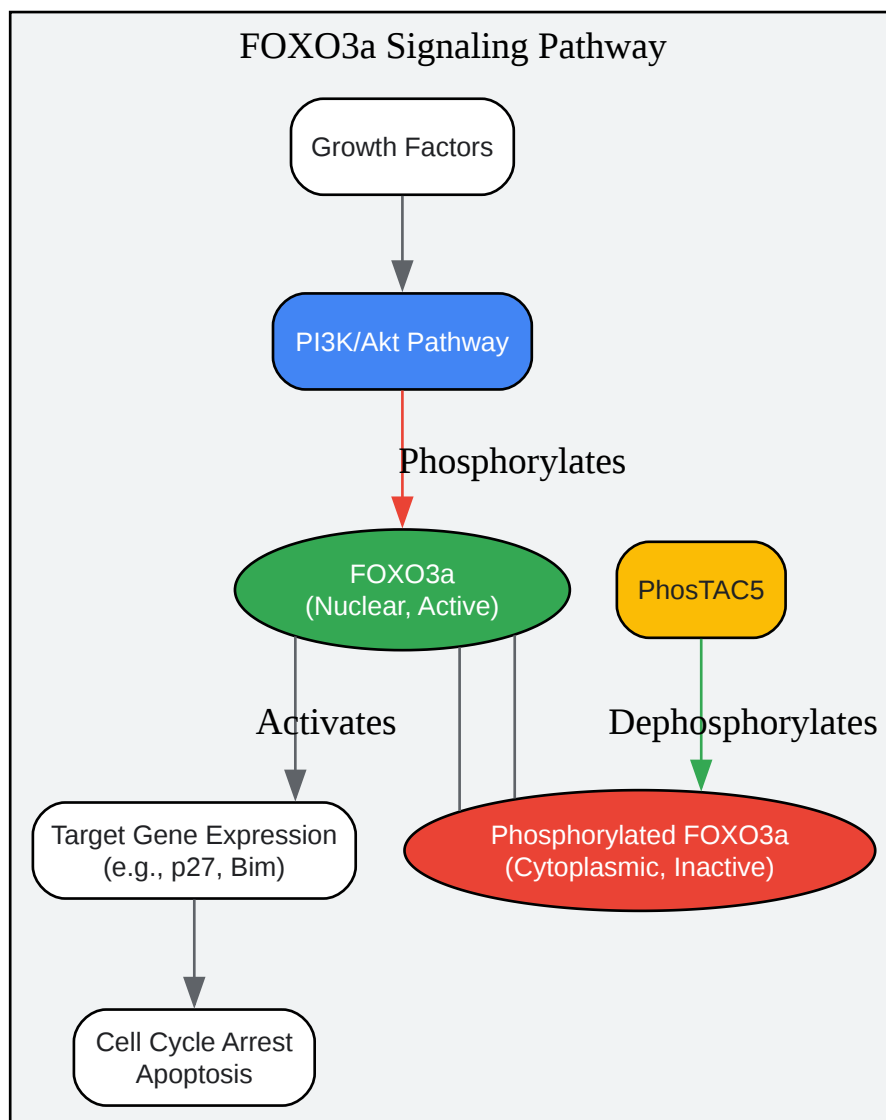 FOXO3a Signaling Pathway
Growth Factors
PI3K/Akt Pathway
Phosphorylates
FOXO3a
(Nuclear, Active)
PhosTAC5
Activates
Dephosphorylates
Target Gene Expression
(e.g., p27, Bim)
Phosphorylated FOXO3a
(Cytoplasmic, Inactive)
Cell Cycle Arrest
Apoptosis